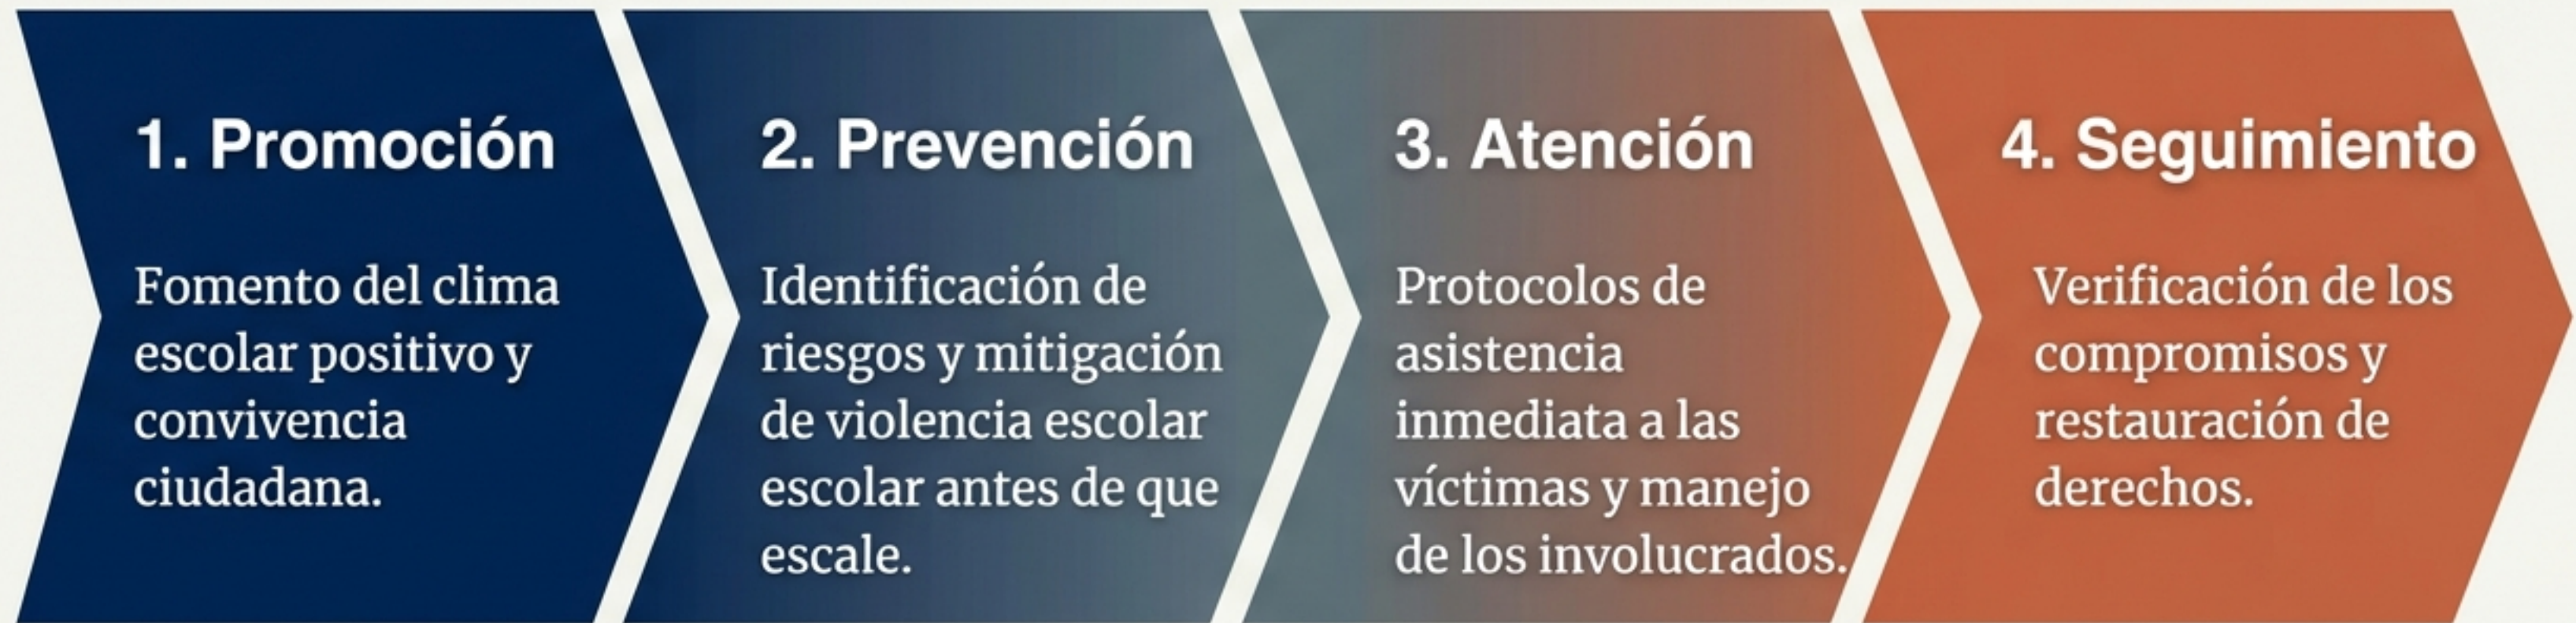 1. Promoción
Fomento del clima
escolar positivo y
convivencia
ciudadana.
2. Prevención
Identificación de
riesgos y mitigación
de violencia escolar
escolar antes de que
escale.
3. Atención
Protocolos de
asistencia
inmediata a las
víctimas y manejo
de los involucrados.
4. Seguimiento
Verificación de los
compromisos y
restauración de
derechos.